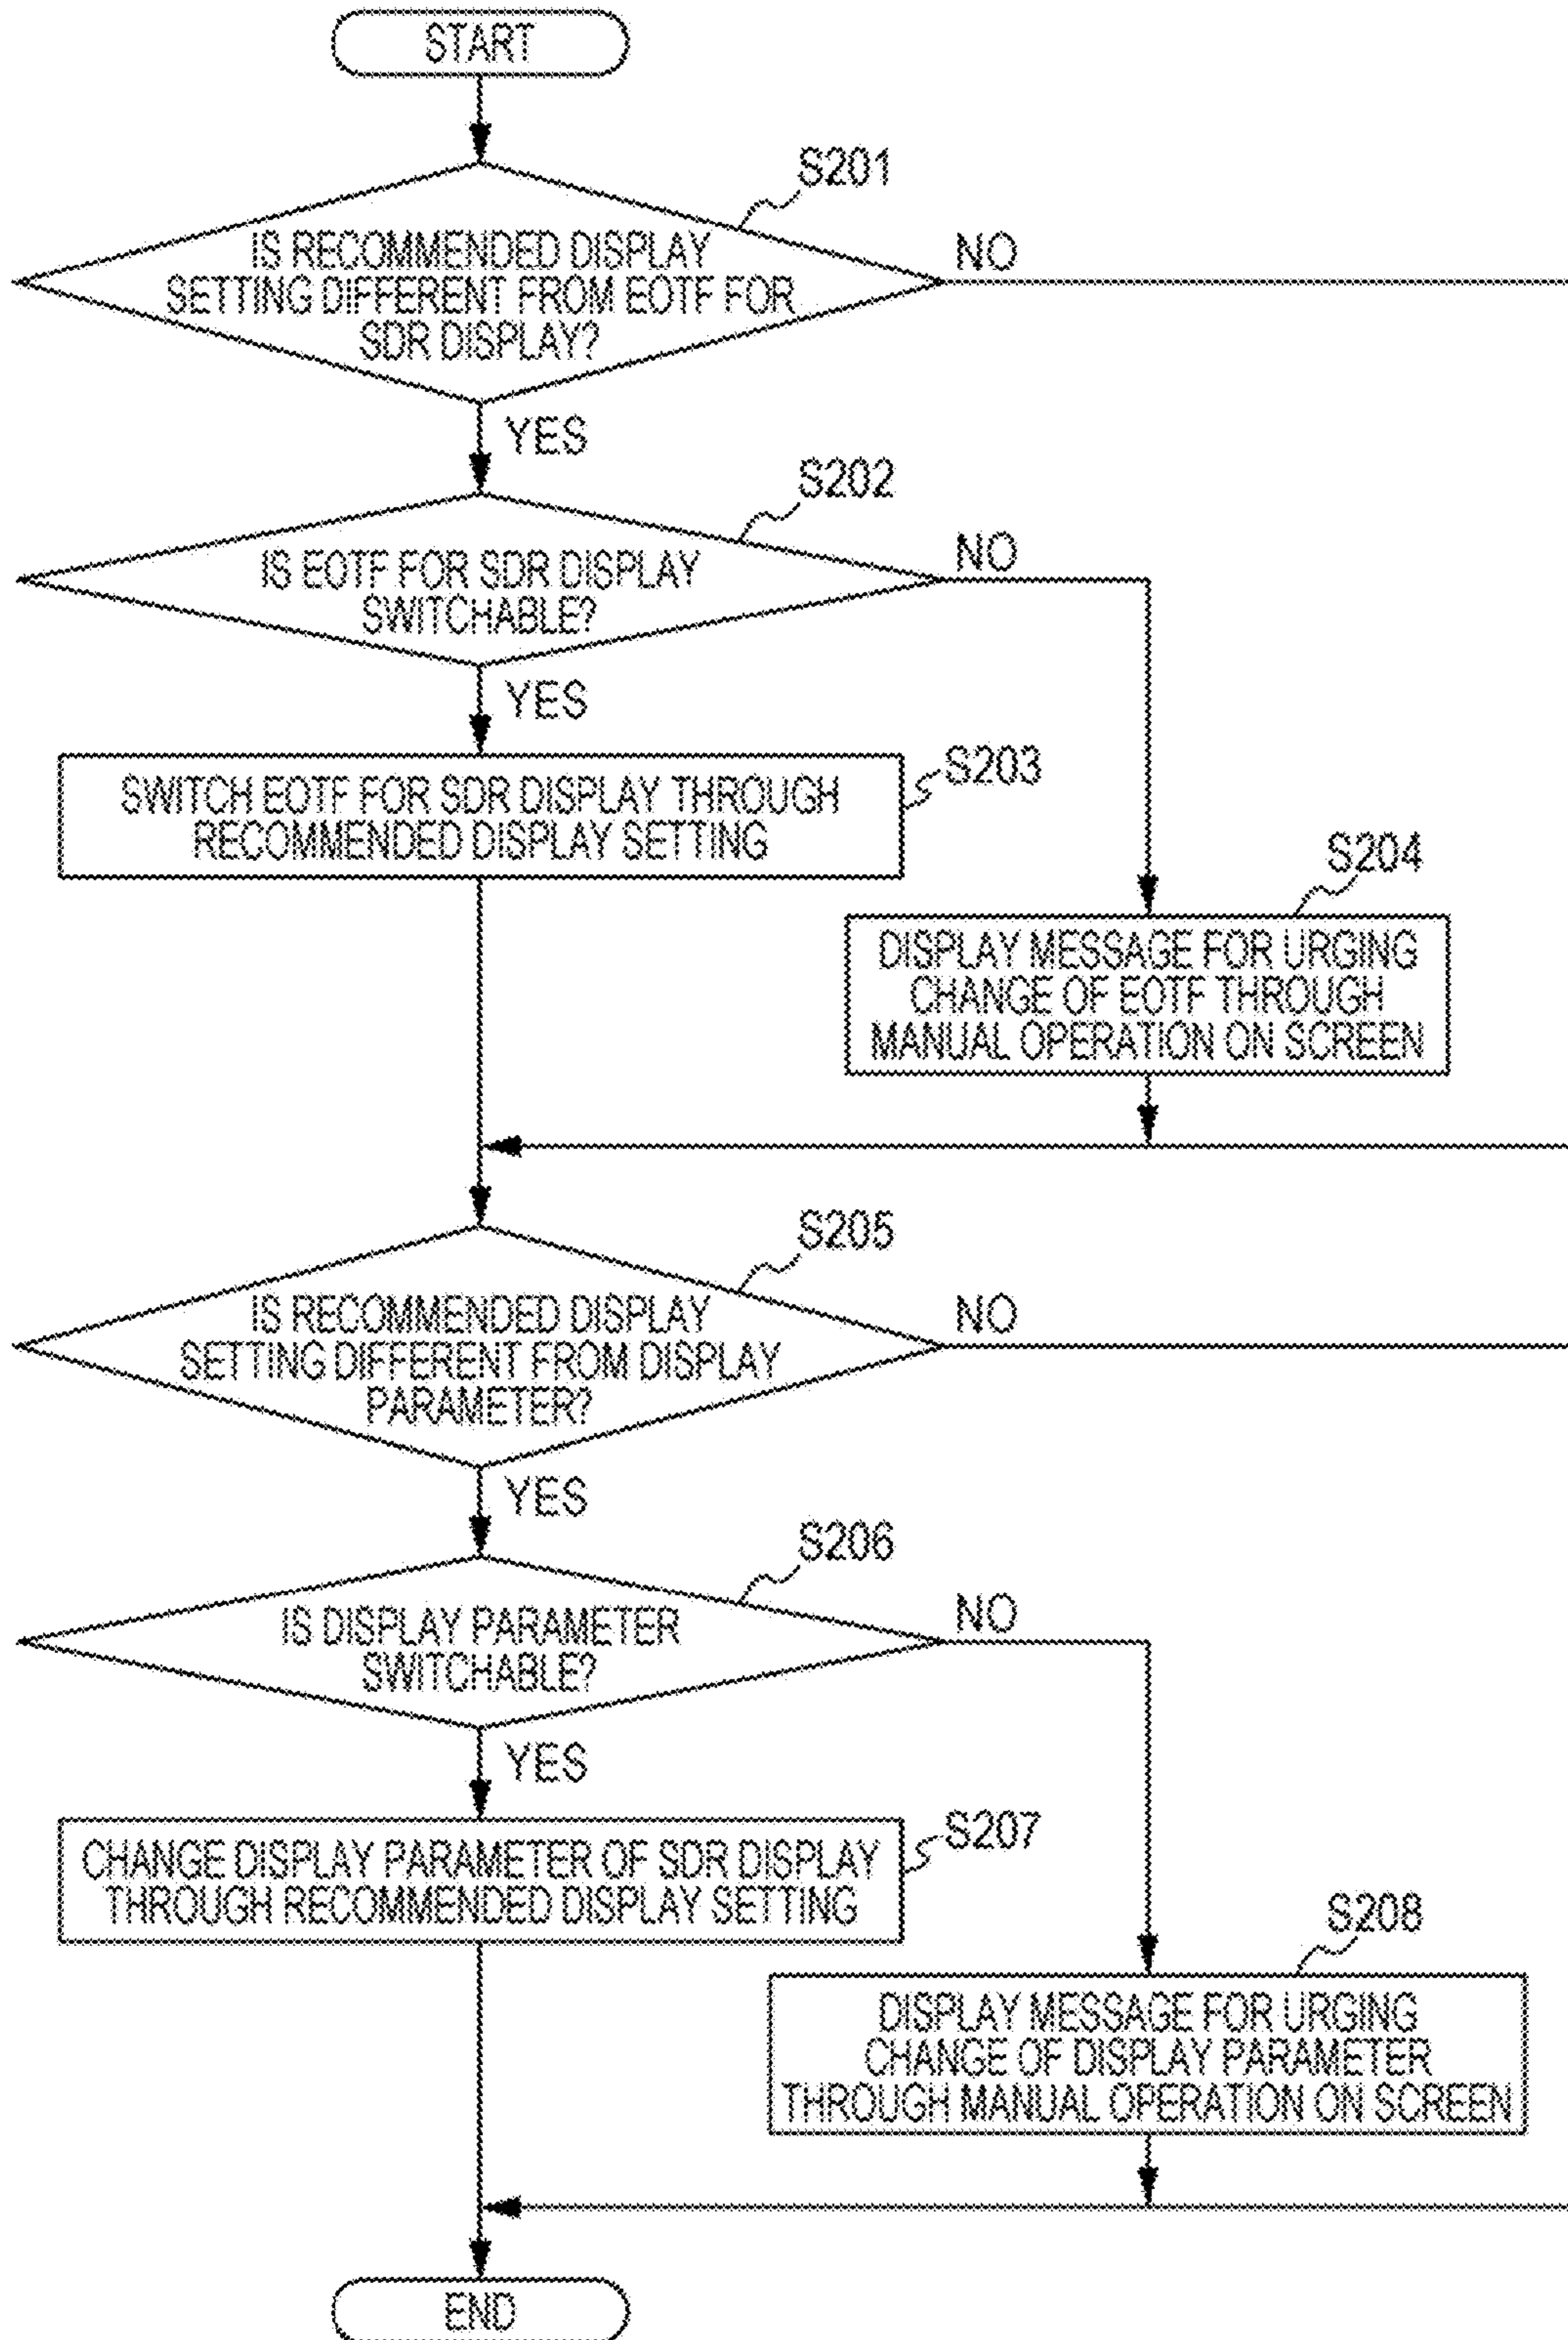 START
S201
IS RECOMMENDED DISPLAY
SETTING DIFFERENT FROM EOTF FOR
SDR DISPLAY?
NO
YES
S202
IS EOTF FOR SDR DISPLAY
SWITCHABLE?
NO
YES
S203
SWITCH EOTF FOR SDR DISPLAY THROUGH
RECOMMENDED DISPLAY SETTING
S204
DISPLAY MESSAGE FOR URGING
CHANGE OF EOTF THROUGH
MANUAL OPERATION ON SCREEN
S205
IS RECOMMENDED DISPLAY
SETTING DIFFERENT FROM DISPLAY
PARAMETER?
NO
YES
S206
IS DISPLAY PARAMETER
SWITCHABLE?
NO
YES
S207
CHANGE DISPLAY PARAMETER OF SDR DISPLAY
THROUGH RECOMMENDED DISPLAY SETTING
S208
DISPLAY MESSAGE FOR URGING
CHANGE OF DISPLAY PARAMETER
THROUGH MANUAL OPERATION ON SCREEN
END